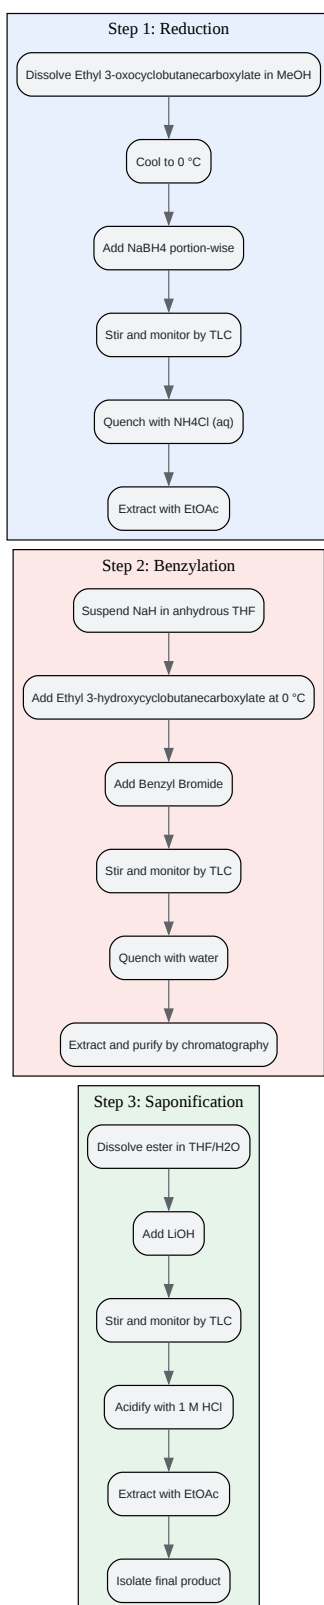 Step 1: Reduction
Dissolve Ethyl 3-oxocyclobutanecarboxylate in MeOH
Cool to 0 °C
Add NaBH4 portion-wise
Stir and monitor by TLC
Quench with NH4Cl (aq)
Extract with EtOAc
Step 2: Benzylation
Suspend NaH in anhydrous THF
Add Ethyl 3-hydroxycyclobutanecarboxylate at 0 °C
Add Benzyl Bromide
Stir and monitor by TLC
Quench with water
Extract and purify by chromatography
Step 3: Saponification
Dissolve ester in THF/H2O
Add LiOH
Stir and monitor by TLC
Acidify with 1 M HCl
Extract with EtOAc
Isolate final product